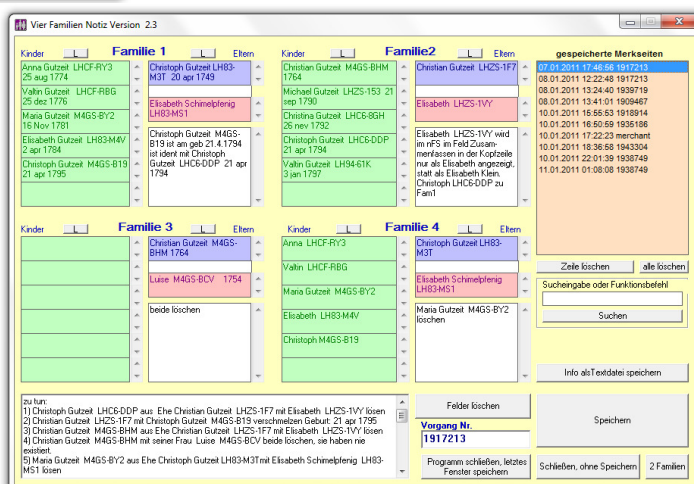 Vier Familien Notiz Version 2.3
Kinder L Familie 1 L Eltern
Anna Gutzeit LHCF-RY3
25 aug 1774
Valtin Gutzeit LHCF-RBG
25 dez 1776
Maria Gutzeit M4GS-BY2
16 Nov 1781
Elisabeth Gutzeit LH83-M4V
2 apr 1784
Christoph Gutzeit M4GS-B19
21 apr 1795
Christoph Gutzeit LH83-
M3T 20 apr 1749
Elisabeth Schimelpfenig
LH83-MS1
Christoph Gutzeit M4GS-
B19 ist am geb 21.4.1794
ist ident mit Christoph
Gutzeit LHC6-DDP 21 apr
1794
Kinder L Familie2 L Eltern
Christian Gutzeit M4GS-BHM
1764
Michael Gutzeit LHZS-153 21
sep 1790
Christina Gutzeit LHC6-8GH
26 nev 1792
Christoph Gutzeit LHC6-DDP
21 apr 1794
Valtin Gutzeit LH94-61K
3 jan 1797
Christian Gutzeit LHZS-1F7
Elisabeth LHZS-1VY
Elisabeth LHZS-1VY wird
im nFS im Feld Zusam-
menfassen in der Kopfzeile
nur als Elisabeth angezeigt,
statt als Elisabeth Klein.
Christoph LHC6-DDP zu
Fam1
gespeicherte Merkseiten
07.01.2011 17:46:56 1917213
08.01.2011 12:22:48 1917213
08.01.2011 13:24:40 1939719
08.01.2011 13:41:01 1909467
10.01.2011 15:55:53 1918914
10.01.2011 16:50:59 1935186
10.01.2011 17:22:23 merchant
10.01.2011 18:36:58 1943304
10.01.2011 22:01:39 1938749
11.01.2011 01:08:08 1938749
Kinder L Familie 3 L Eltern
Christian Gutzeit M4GS-
BHM 1764
Luise M4GS-BCV 1754
beide löschen
Kinder L Familie 4 L Eltern
Anna LHCF-RY3
Valtin LHCF-RBG
Maria Gutzeit M4GS-BY2
Elisabeth LH83-M4V
Christoph M4GS-B19
Christoph Gutzeit LH83-
M3T
Elisabeth Schimelpfenig
LH83-MS1
Maria Gutzeit M4GS-BY2
löschen
Zeile löschen
alle löschen
Sucheingabe oder Funktionsbefehl
Suchen
Info alsTextdatei speichern
zu tun:
1) Christoph Gutzeit LHC6-DDP aus Ehe Christian Gutzeit LHZS-1F7 mit Elisabeth LHZS-1VY lösen
2) Christian Gutzeit LHZS-1F7 mit Christoph Gutzeit M4GS-B19 verschmelzen Geburt: 21 apr 1795
3) Christian Gutzeit M4GS-BHM aus Ehe Christian Gutzeit LHZS-1F7 mit Elisabeth LHZS-1VY lösen
4) Christian Gutzeit M4GS-BHM mit seiner Frau Luise M4GS-BCV beide löschen, sie haben nie
existiert.
5) Maria Gutzeit M4GS-BY2 aus Ehe Christoph Gutzeit LH83-M3Tmit Elisabeth Schimelpfenig LH83-
MS1 lösen
Felder löschen
Vorgang Nr.
1917213
Programm schließen, letztes
Fenster speichern
Speichern
Schließen, ohne Speichern
2 Familien